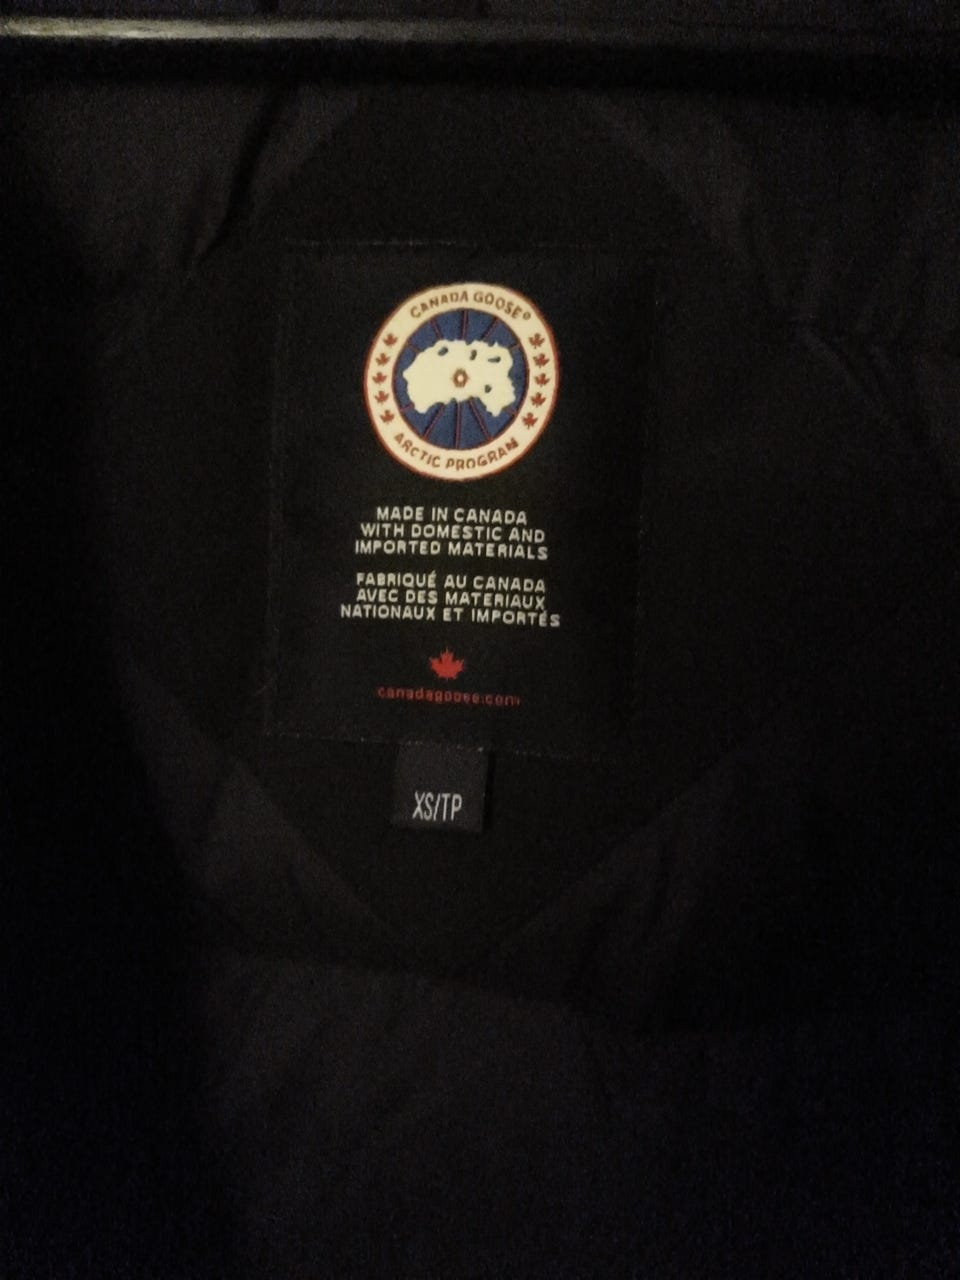 CANADA GOOSE®
ARCTIC PROGRAM
MADE IN CANADA
WITH DOMESTIC AND
IMPORTED MATERIALS
FABRIQUÉ AU CANADA
AVEC DES MATERIAUX
NATIONAUX ET IMPORTÉS
canadagoose.com
XS/TP